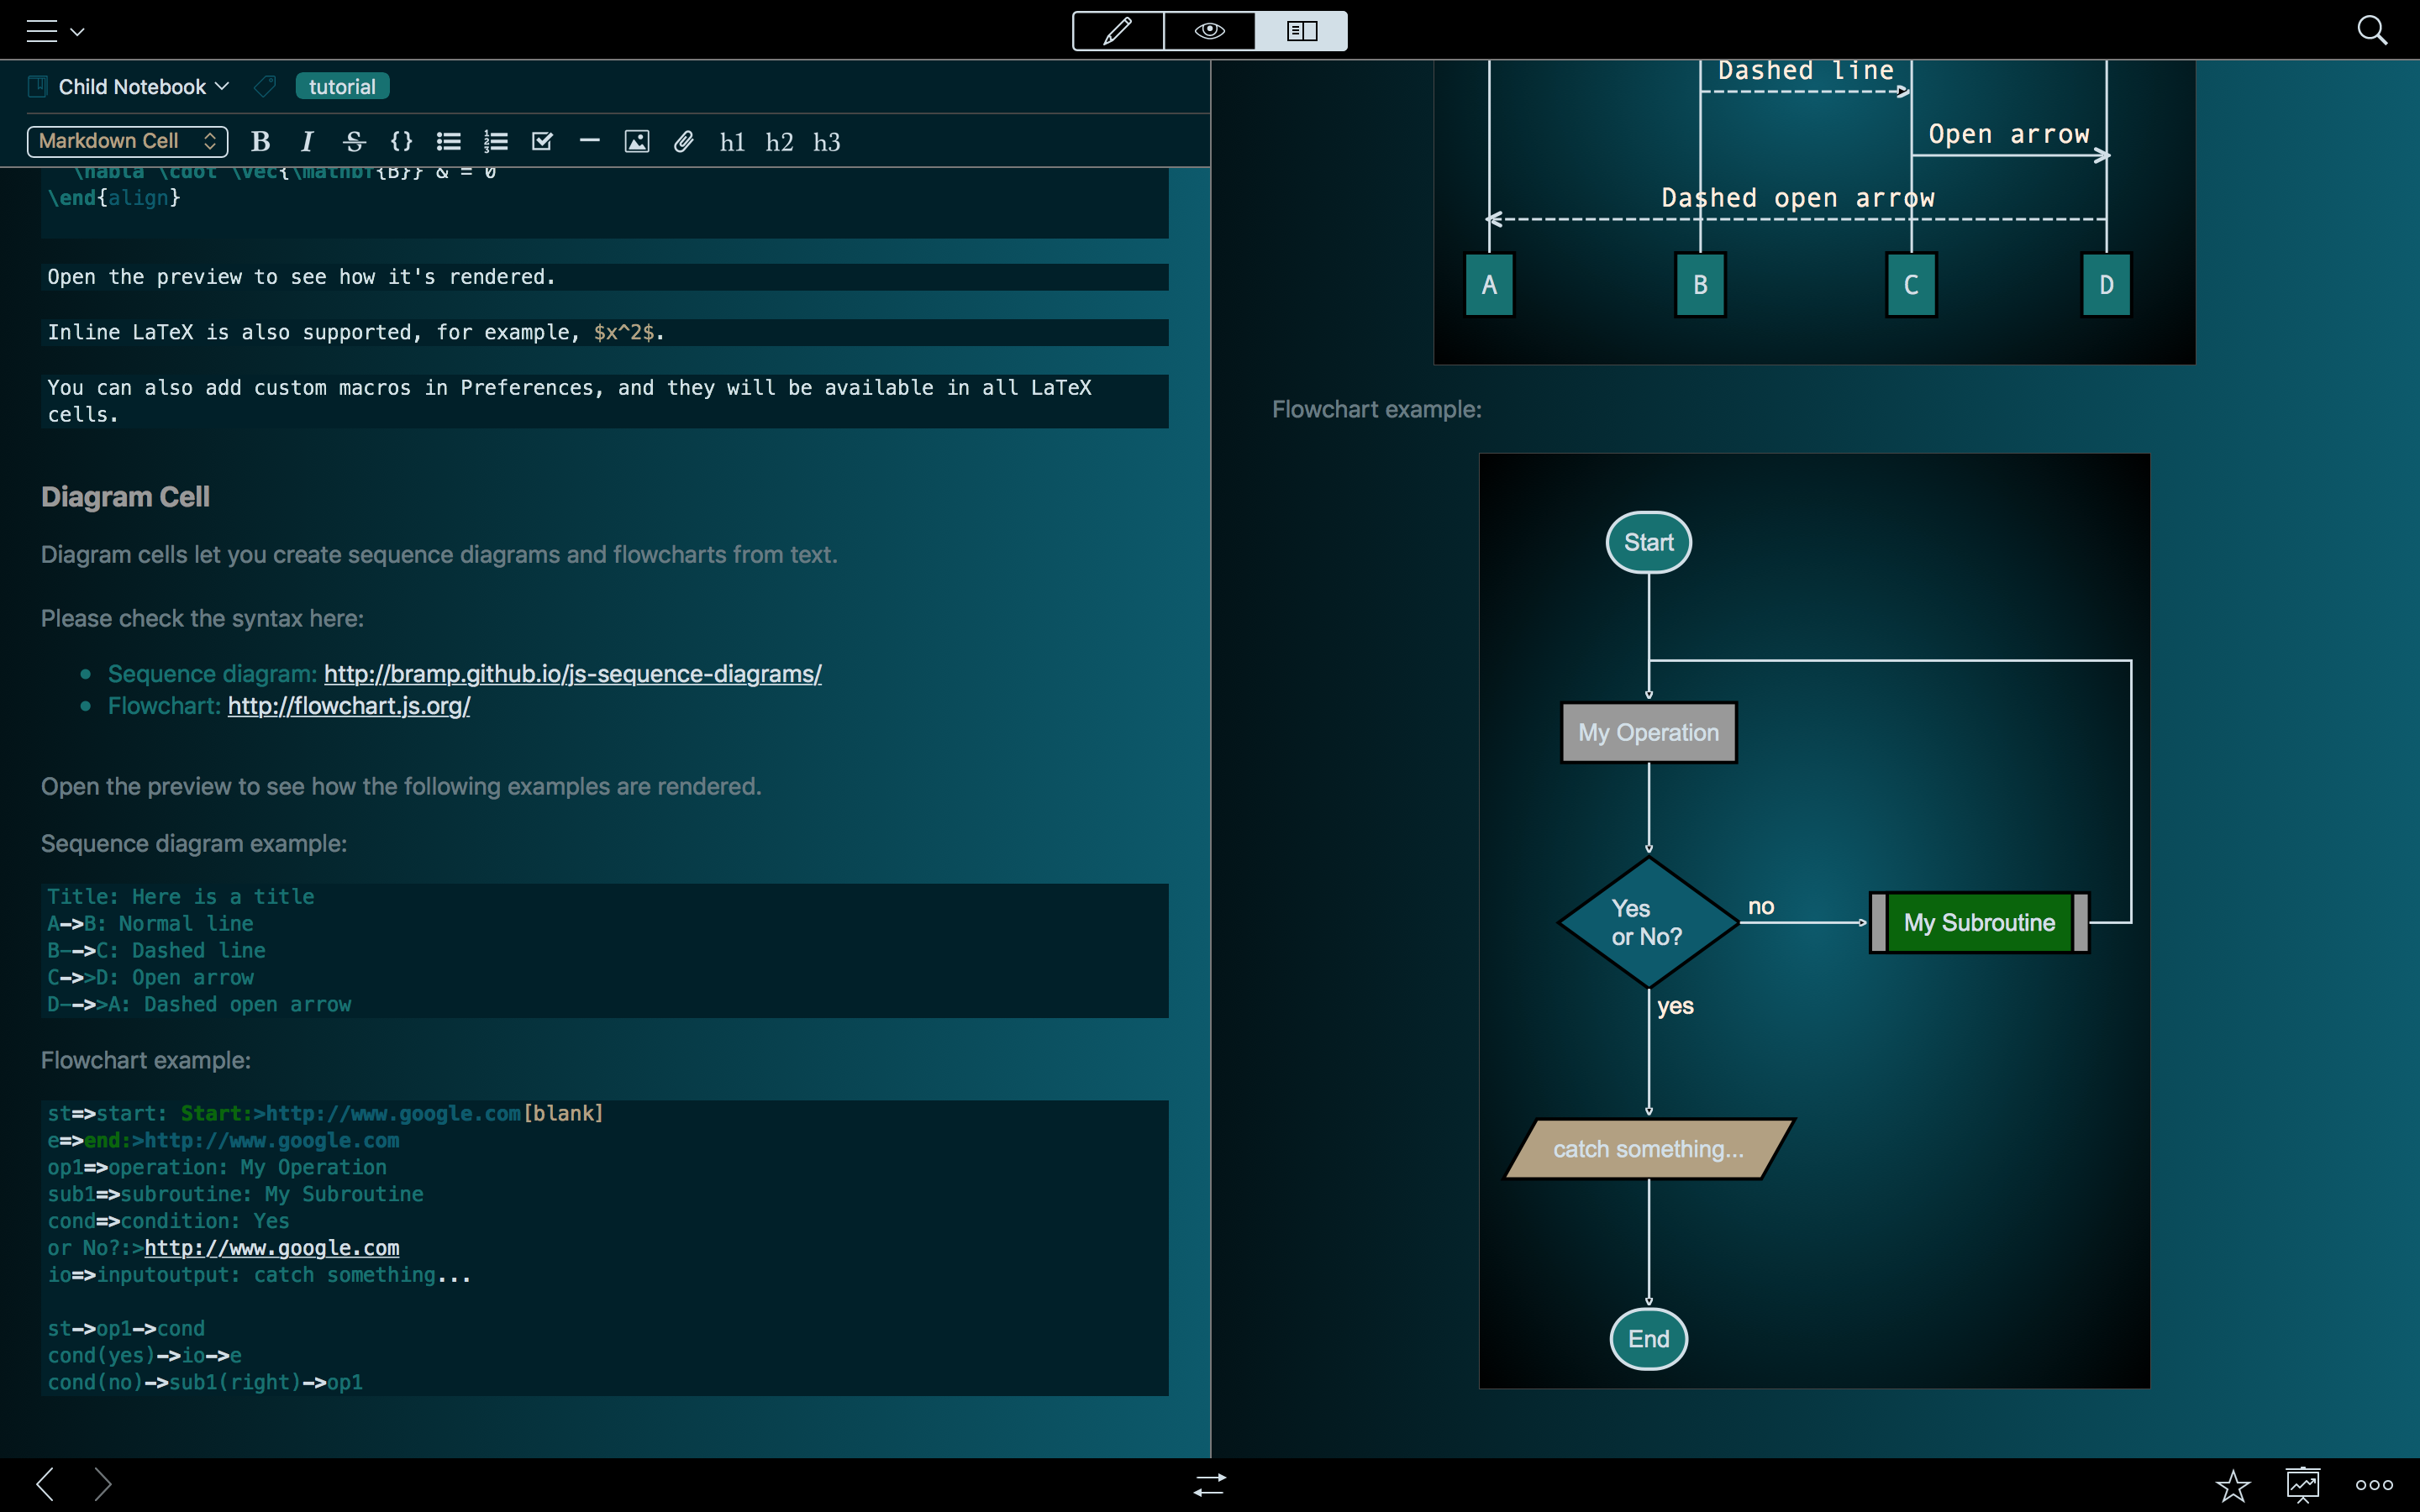 Child Notebook
tutorial
Markdown Cell
B I S {} h1 h2 h3
\nabla \cdot \vec{\mathbf{B}} & = 0
\end{align}
Open the preview to see how it's rendered.
Inline LaTeX is also supported, for example, $x^2$.
You can also add custom macros in Preferences, and they will be available in all LaTeX
cells.
Diagram Cell
Diagram cells let you create sequence diagrams and flowcharts from text.
Please check the syntax here:
Sequence diagram: http://bramp.github.io/js-sequence-diagrams/
Flowchart: http://flowchart.js.org/
Open the preview to see how the following examples are rendered.
Sequence diagram example:
Title: Here is a title
A->B: Normal line
B-->C: Dashed line
C->>D: Open arrow
D-->>A: Dashed open arrow
Flowchart example:
st=>start: Start:>http://www.google.com[blank]
e=>end:>http://www.google.com
op1=>operation: My Operation
sub1=>subroutine: My Subroutine
cond=>condition: Yes
or No?:>http://www.google.com
io=>inputoutput: catch something...
st->op1->cond
cond(yes)->io->e
cond(no)->sub1(right)->op1
Dashed line
Open arrow
Dashed open arrow
A B C D
Flowchart example:
Start
My Operation
Yes
or No?
no
My Subroutine
yes
catch something...
End